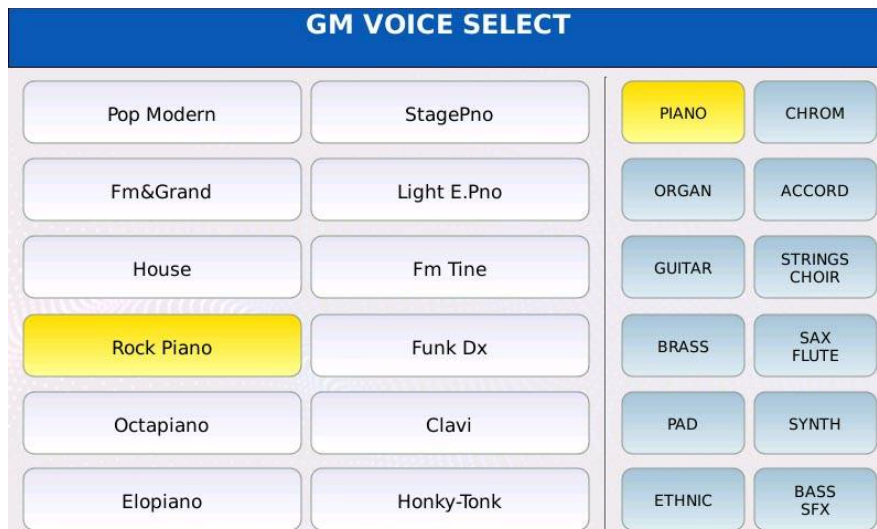 GM VOICE SELECT
Pop Modern
StagePno
PIANO
CHROM
Fm&Grand
Light E.Pno
ORGAN
ACCORD
House
Fm Tine
GUITAR
STRINGS
CHOIR
Rock Piano
Funk Dx
BRASS
SAX
FLUTE
Octapiano
Clavi
PAD
SYNTH
Elopiano
Honky-Tonk
ETHNIC
BASS
SFX